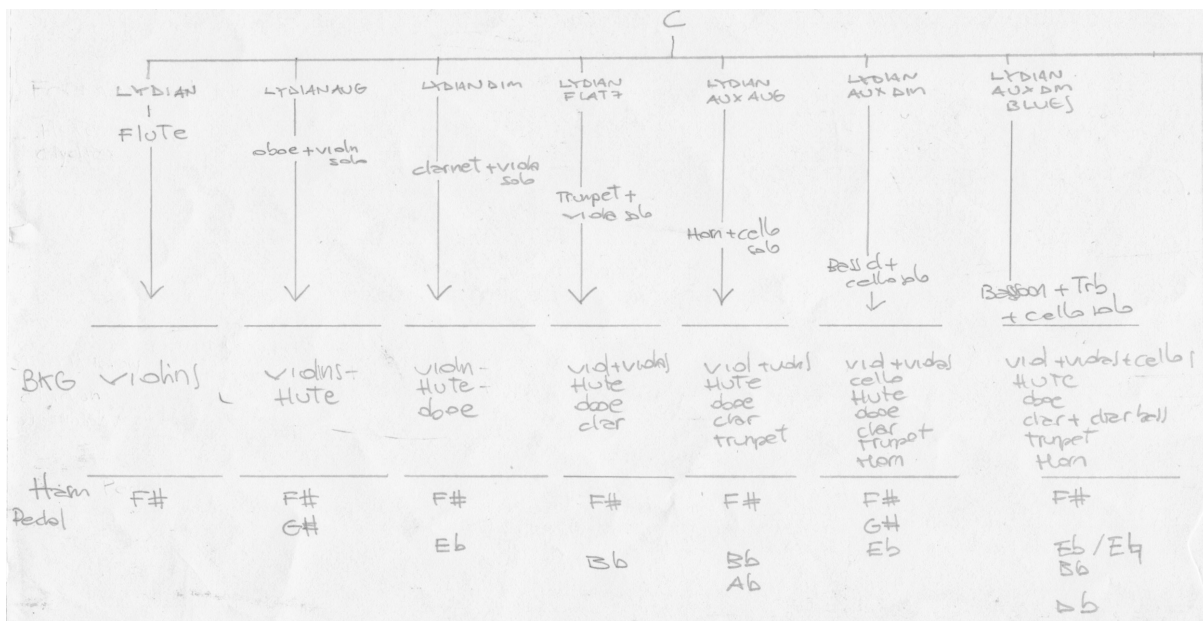 C
LYDIAN
Flute
LYDIAN AUG
oboe + violin
solo
LYDIAN DIM
clarinet + viola
solo
LYDIAN
FLAT 7
Trumpet +
viola solo
LYDIAN
AUX AUG
Horn + cello
solo
LYDIAN
AUX DIM
Bass cl +
cello solo
LYDIAN
AUX DIM
BLUES
Bassoon + Trb
+ cello solo
BKG
violins
violins -
flute
violin -
flute -
oboe
viol + violas
flute
oboe
clar
viol + violas
flute
oboe
clar
trumpet
viol + violas
cello
flute
oboe
clar
trumpet
Horn
viol + violas + cellos
flute
oboe
clar + clar bass
trumpet
Horn
Harm
Pedal
F#
F#
G#
F#
Eb
F#
Bb
F#
Bb
Ab
F#
G#
Eb
F#
Eb / E♮
Bb
Db